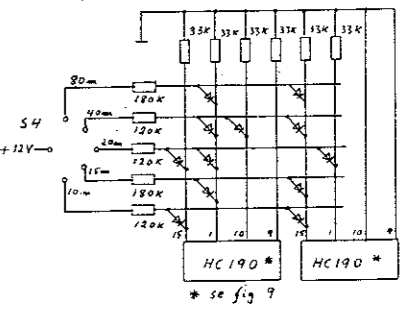 33K 33K 33K 33K 33K 33K
80m
180K
S4
40m
120K
+12V
20m
120K
15m
180K
10m
120K
15 1 10 9 15 1 10 9
HC190 * HC190 *
* se fig 9